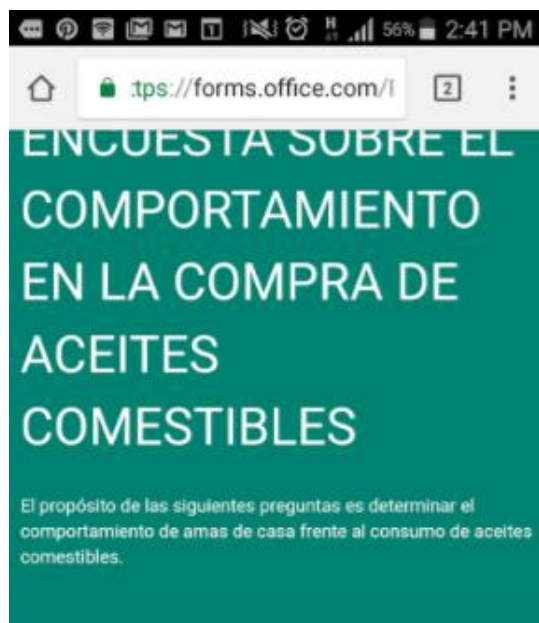 1 H 56% 2:41 PM
tps://forms.office.com/ 2
ENCUESTA SOBRE EL
COMPORTAMIENTO
EN LA COMPRA DE
ACEITES
COMESTIBLES
El propósito de las siguientes preguntas es determinar el
comportamiento de amas de casa frente al consumo de aceites
comestibles.